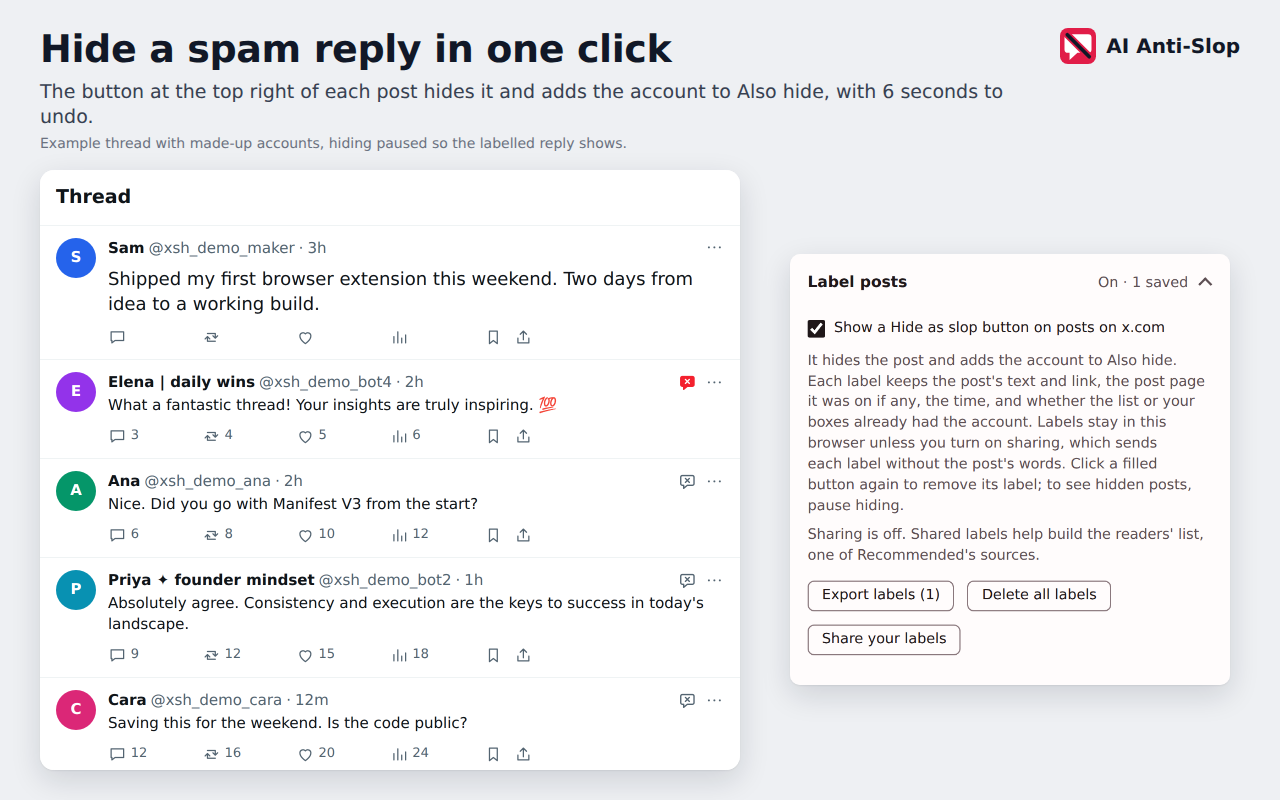 Hide a spam reply in one click
AI Anti-Slop
The button at the top right of each post hides it and adds the account to Also hide, with 6 seconds to
undo.
Example thread with made-up accounts, hiding paused so the labelled reply shows.
Thread
S
Sam @xsh_demo_maker · 3h
Shipped my first browser extension this weekend. Two days from
idea to a working build.
E
Elena | daily wins @xsh_demo_bot4 · 2h
What a fantastic thread! Your insights are truly inspiring. 💯
3 4 5 6
A
Ana @xsh_demo_ana · 2h
Nice. Did you go with Manifest V3 from the start?
6 8 10 12
P
Priya ✦ founder mindset @xsh_demo_bot2 · 1h
Absolutely agree. Consistency and execution are the keys to success in today's
landscape.
9 12 15 18
C
Cara @xsh_demo_cara · 12m
Saving this for the weekend. Is the code public?
12 16 20 24
Label posts
On · 1 saved
Show a Hide as slop button on posts on x.com
It hides the post and adds the account to Also hide.
Each label keeps the post's text and link, the post page
it was on if any, the time, and whether the list or your
boxes already had the account. Labels stay in this
browser unless you turn on sharing, which sends
each label without the post's words. Click a filled
button again to remove its label; to see hidden posts,
pause hiding.
Sharing is off. Shared labels help build the readers' list,
one of Recommended's sources.
Export labels (1)
Delete all labels
Share your labels